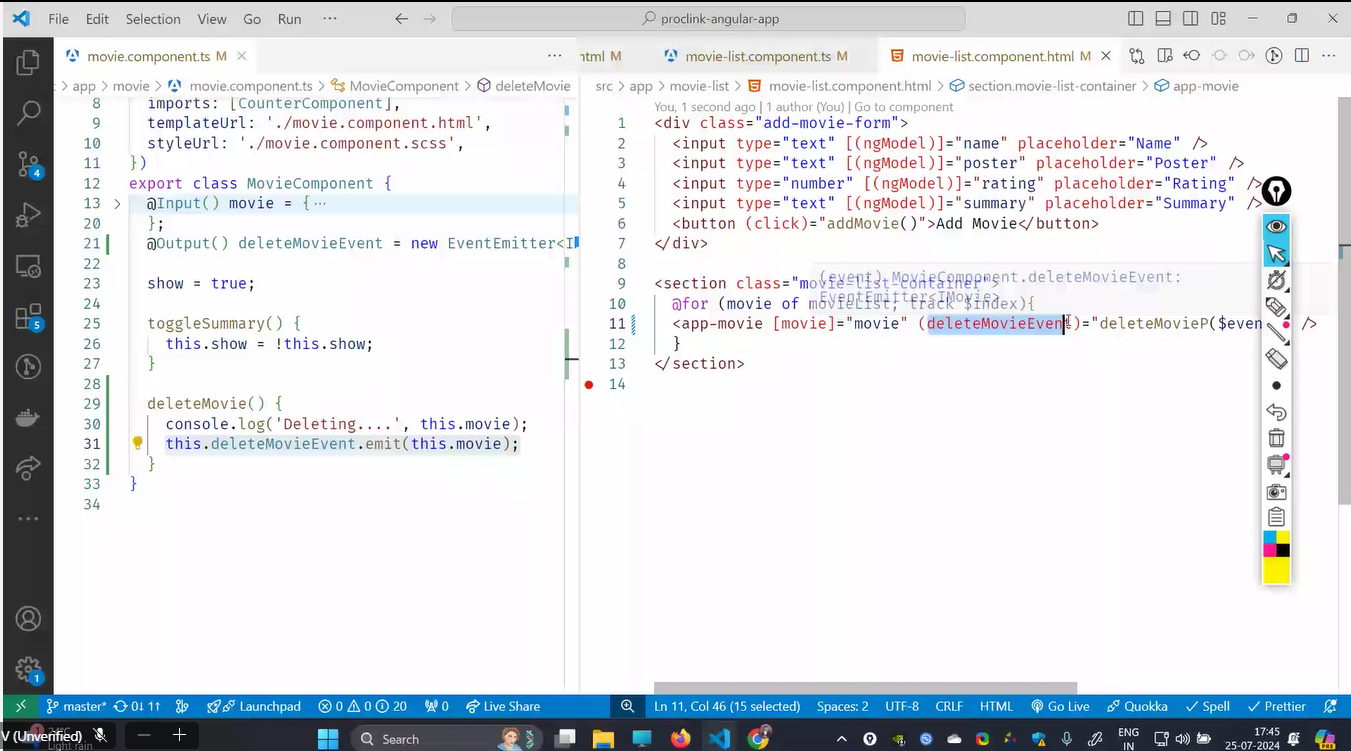 File Edit Selection View Go Run ··· proclink-angular-app
movie.component.ts M
html M movie-list.component.ts M movie-list.component.html M
app > movie > movie.component.ts > MovieComponent > deleteMovie
src > app > movie-list > movie-list.component.html > section.movie-list-container > app-movie
8 imports: [CounterComponent],
9 templateUrl: './movie.component.html',
10 styleUrl: './movie.component.scss',
11 })
12 export class MovieComponent {
13 @Input() movie = { ···
20 };
21 @Output() deleteMovieEvent = new EventEmitter<I
22
23 show = true;
24
25 toggleSummary() {
26 this.show = !this.show;
27 }
28
29 deleteMovie() {
30 console.log('Deleting....', this.movie);
31 this.deleteMovieEvent.emit(this.movie);
32 }
33 }
34
You, 1 second ago | 1 author (You) | Go to component
1 <div class="add-movie-form">
2 <input type="text" [(ngModel)]="name" placeholder="Name" />
3 <input type="text" [(ngModel)]="poster" placeholder="Poster" />
4 <input type="number" [(ngModel)]="rating" placeholder="Rating" />
5 <input type="text" [(ngModel)]="summary" placeholder="Summary" />
6 <button (click)="addMovie()">Add Movie</button>
7 </div>
8
(event) MovieComponent.deleteMovieEvent:
EventEmitter<IMovie>
9 <section class="movie-list-container">
10 @for (movie of movieList; track $index){
11 <app-movie [movie]="movie" (deleteMovieEvent)="deleteMovieP($even />
12 }
13 </section>
14
4
5
1
master* 0↓ 1↑ Launchpad 0 0 20 0 Live Share Ln 11, Col 46 (15 selected) Spaces: 2 UTF-8 CRLF HTML Go Live Quokka Spell Prettier
V (Unverified)
Light rain
Search
ENG
IN
17:45
25-07-2024